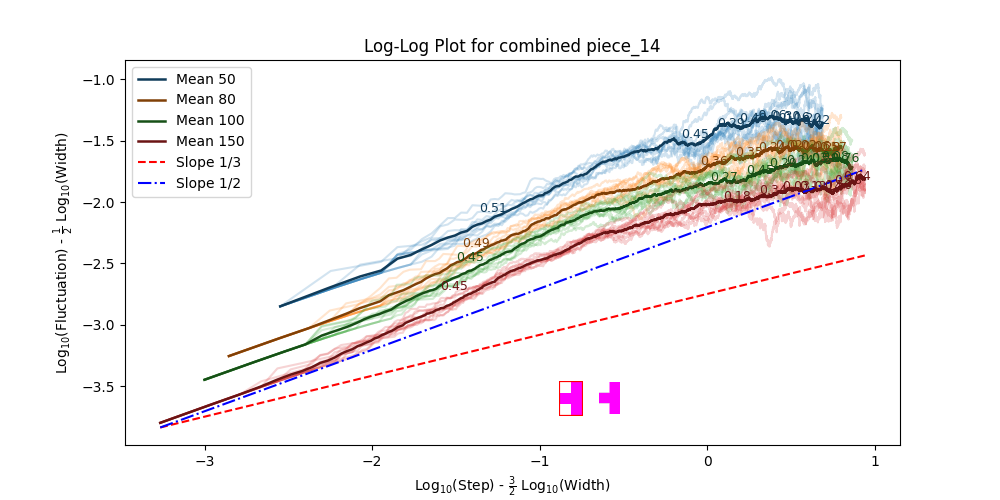 Log-Log Plot for combined piece_14
Log₁₀(Fluctuation) - 1/2 Log₁₀(Width)
−1.0
−1.5
−2.0
−2.5
−3.0
−3.5
Mean 50
Mean 80
Mean 100
Mean 150
Slope 1/3
Slope 1/2
0.51
0.45
0.49
0.45
0.45
0.36
0.27
0.18
−3
−2
−1
0
1
Log₁₀(Step) - 3/2 Log₁₀(Width)